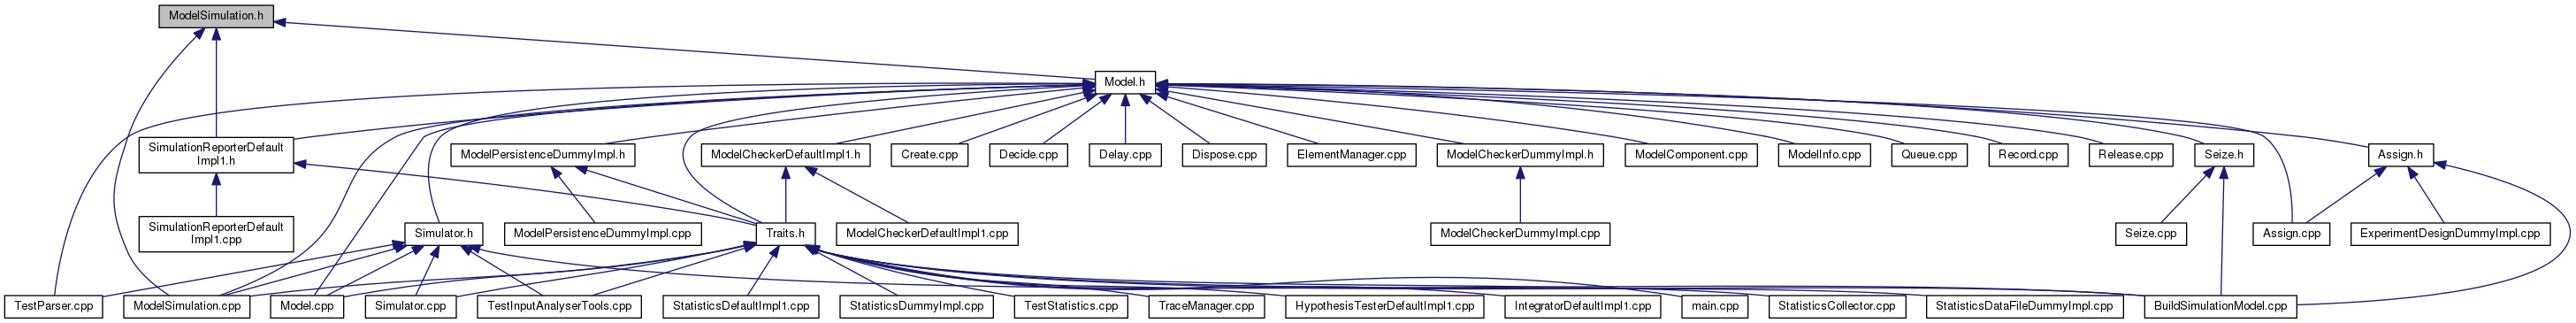 ModelSimulation.h
Model.h
SimulationReporterDefault
Impl1.h
ModelPersistenceDummyImpl.h
ModelCheckerDefaultImpl1.h
Create.cpp
Decide.cpp
Delay.cpp
Dispose.cpp
ElementManager.cpp
ModelCheckerDummyImpl.h
ModelComponent.cpp
ModelInfo.cpp
Queue.cpp
Record.cpp
Release.cpp
Seize.h
Assign.h
SimulationReporterDefault
Impl1.cpp
Simulator.h
ModelPersistenceDummyImpl.cpp
Traits.h
ModelCheckerDefaultImpl1.cpp
ModelCheckerDummyImpl.cpp
Seize.cpp
Assign.cpp
ExperimentDesignDummyImpl.cpp
TestParser.cpp
ModelSimulation.cpp
Model.cpp
Simulator.cpp
TestInputAnalyserTools.cpp
StatisticsDefaultImpl1.cpp
StatisticsDummyImpl.cpp
TestStatistics.cpp
TraceManager.cpp
HypothesisTesterDefaultImpl1.cpp
IntegratorDefaultImpl1.cpp
main.cpp
StatisticsCollector.cpp
StatisticsDataFileDummyImpl.cpp
BuildSimulationModel.cpp